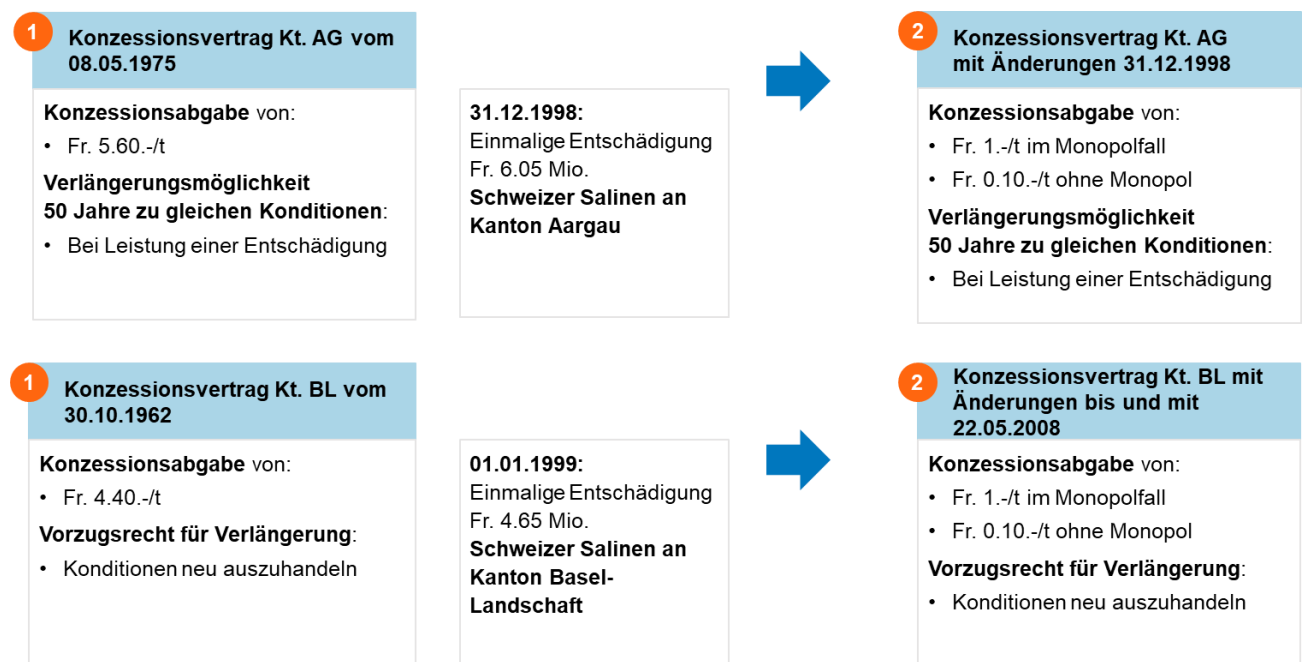 1
Konzessionsvertrag Kt. AG vom
08.05.1975
Konzessionsabgabe von:
• Fr. 5.60.-/t
Verlängerungsmöglichkeit
50 Jahre zu gleichen Konditionen:
• Bei Leistung einer Entschädigung
31.12.1998:
Einmalige Entschädigung
Fr. 6.05 Mio.
Schweizer Salinen an
Kanton Aargau
2
Konzessionsvertrag Kt. AG
mit Änderungen 31.12.1998
Konzessionsabgabe von:
• Fr. 1.-/t im Monopolfall
• Fr. 0.10.-/t ohne Monopol
Verlängerungsmöglichkeit
50 Jahre zu gleichen Konditionen:
• Bei Leistung einer Entschädigung
1
Konzessionsvertrag Kt. BL vom
30.10.1962
Konzessionsabgabe von:
• Fr. 4.40.-/t
Vorzugsrecht für Verlängerung:
• Konditionen neu auszuhandeln
01.01.1999:
Einmalige Entschädigung
Fr. 4.65 Mio.
Schweizer Salinen an
Kanton Basel-
Landschaft
2
Konzessionsvertrag Kt. BL mit
Änderungen bis und mit
22.05.2008
Konzessionsabgabe von:
• Fr. 1.-/t im Monopolfall
• Fr. 0.10.-/t ohne Monopol
Vorzugsrecht für Verlängerung:
• Konditionen neu auszuhandeln